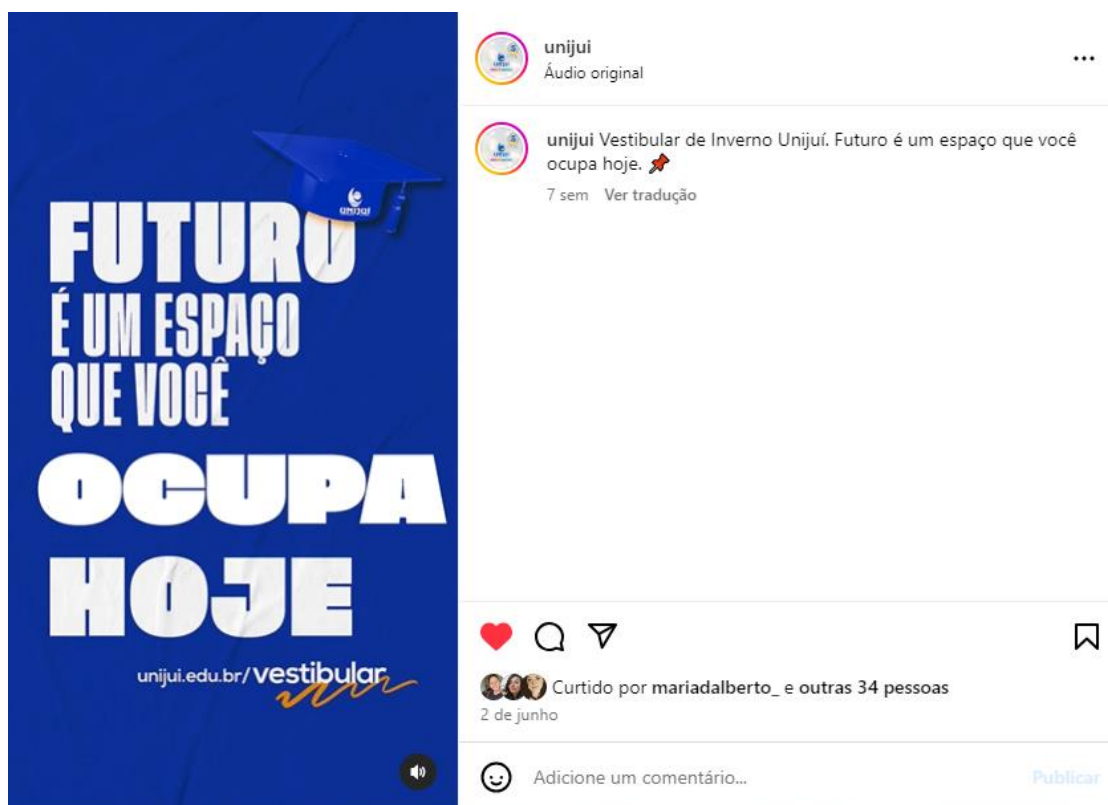 unijuí
FUTURO
É UM ESPAÇO
QUE VOCÊ
OCUPA
HOJE
unijui.edu.br/vestibular
unijui
Áudio original
unijui Vestibular de Inverno Unijuí. Futuro é um espaço que você
ocupa hoje. 📌
7 sem Ver tradução
Curtido por mariadalberto_ e outras 34 pessoas
2 de junho
Adicione um comentário...
Publicar